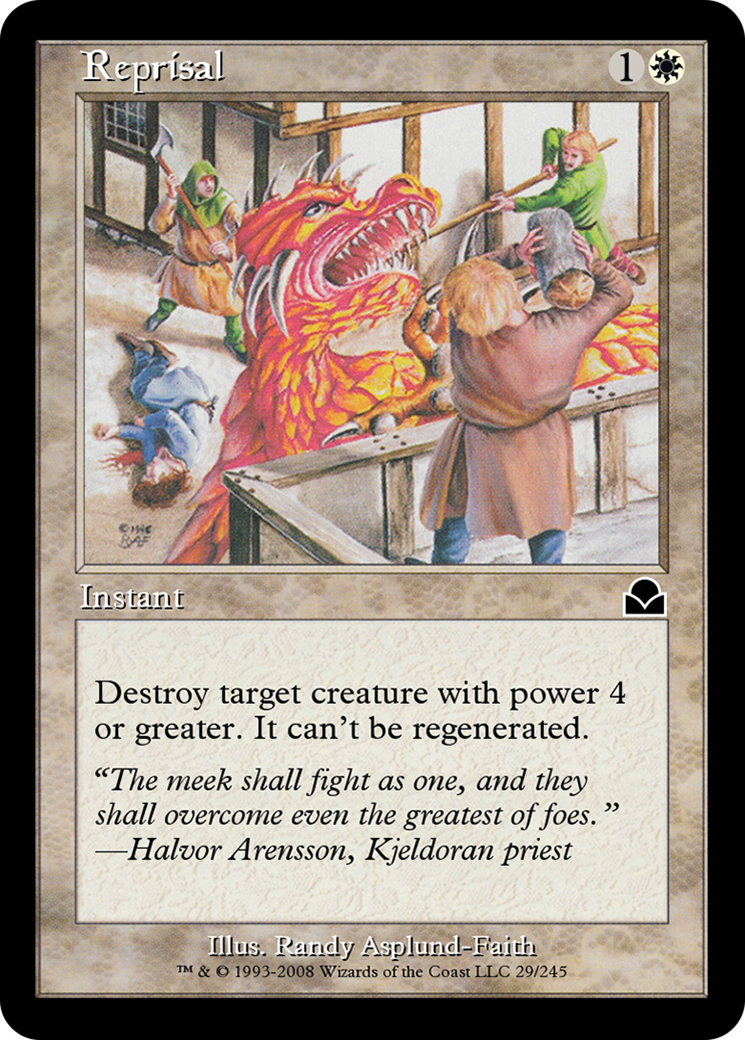 Reprisal 1
© 1996
RAF
Instant
Destroy target creature with power 4
or greater. It can't be regenerated.
“The meek shall fight as one, and they
shall overcome even the greatest of foes.”
—Halvor Arensson, Kjeldoran priest
Illus. Randy Asplund-Faith
™ & © 1993-2008 Wizards of the Coast LLC 29/245